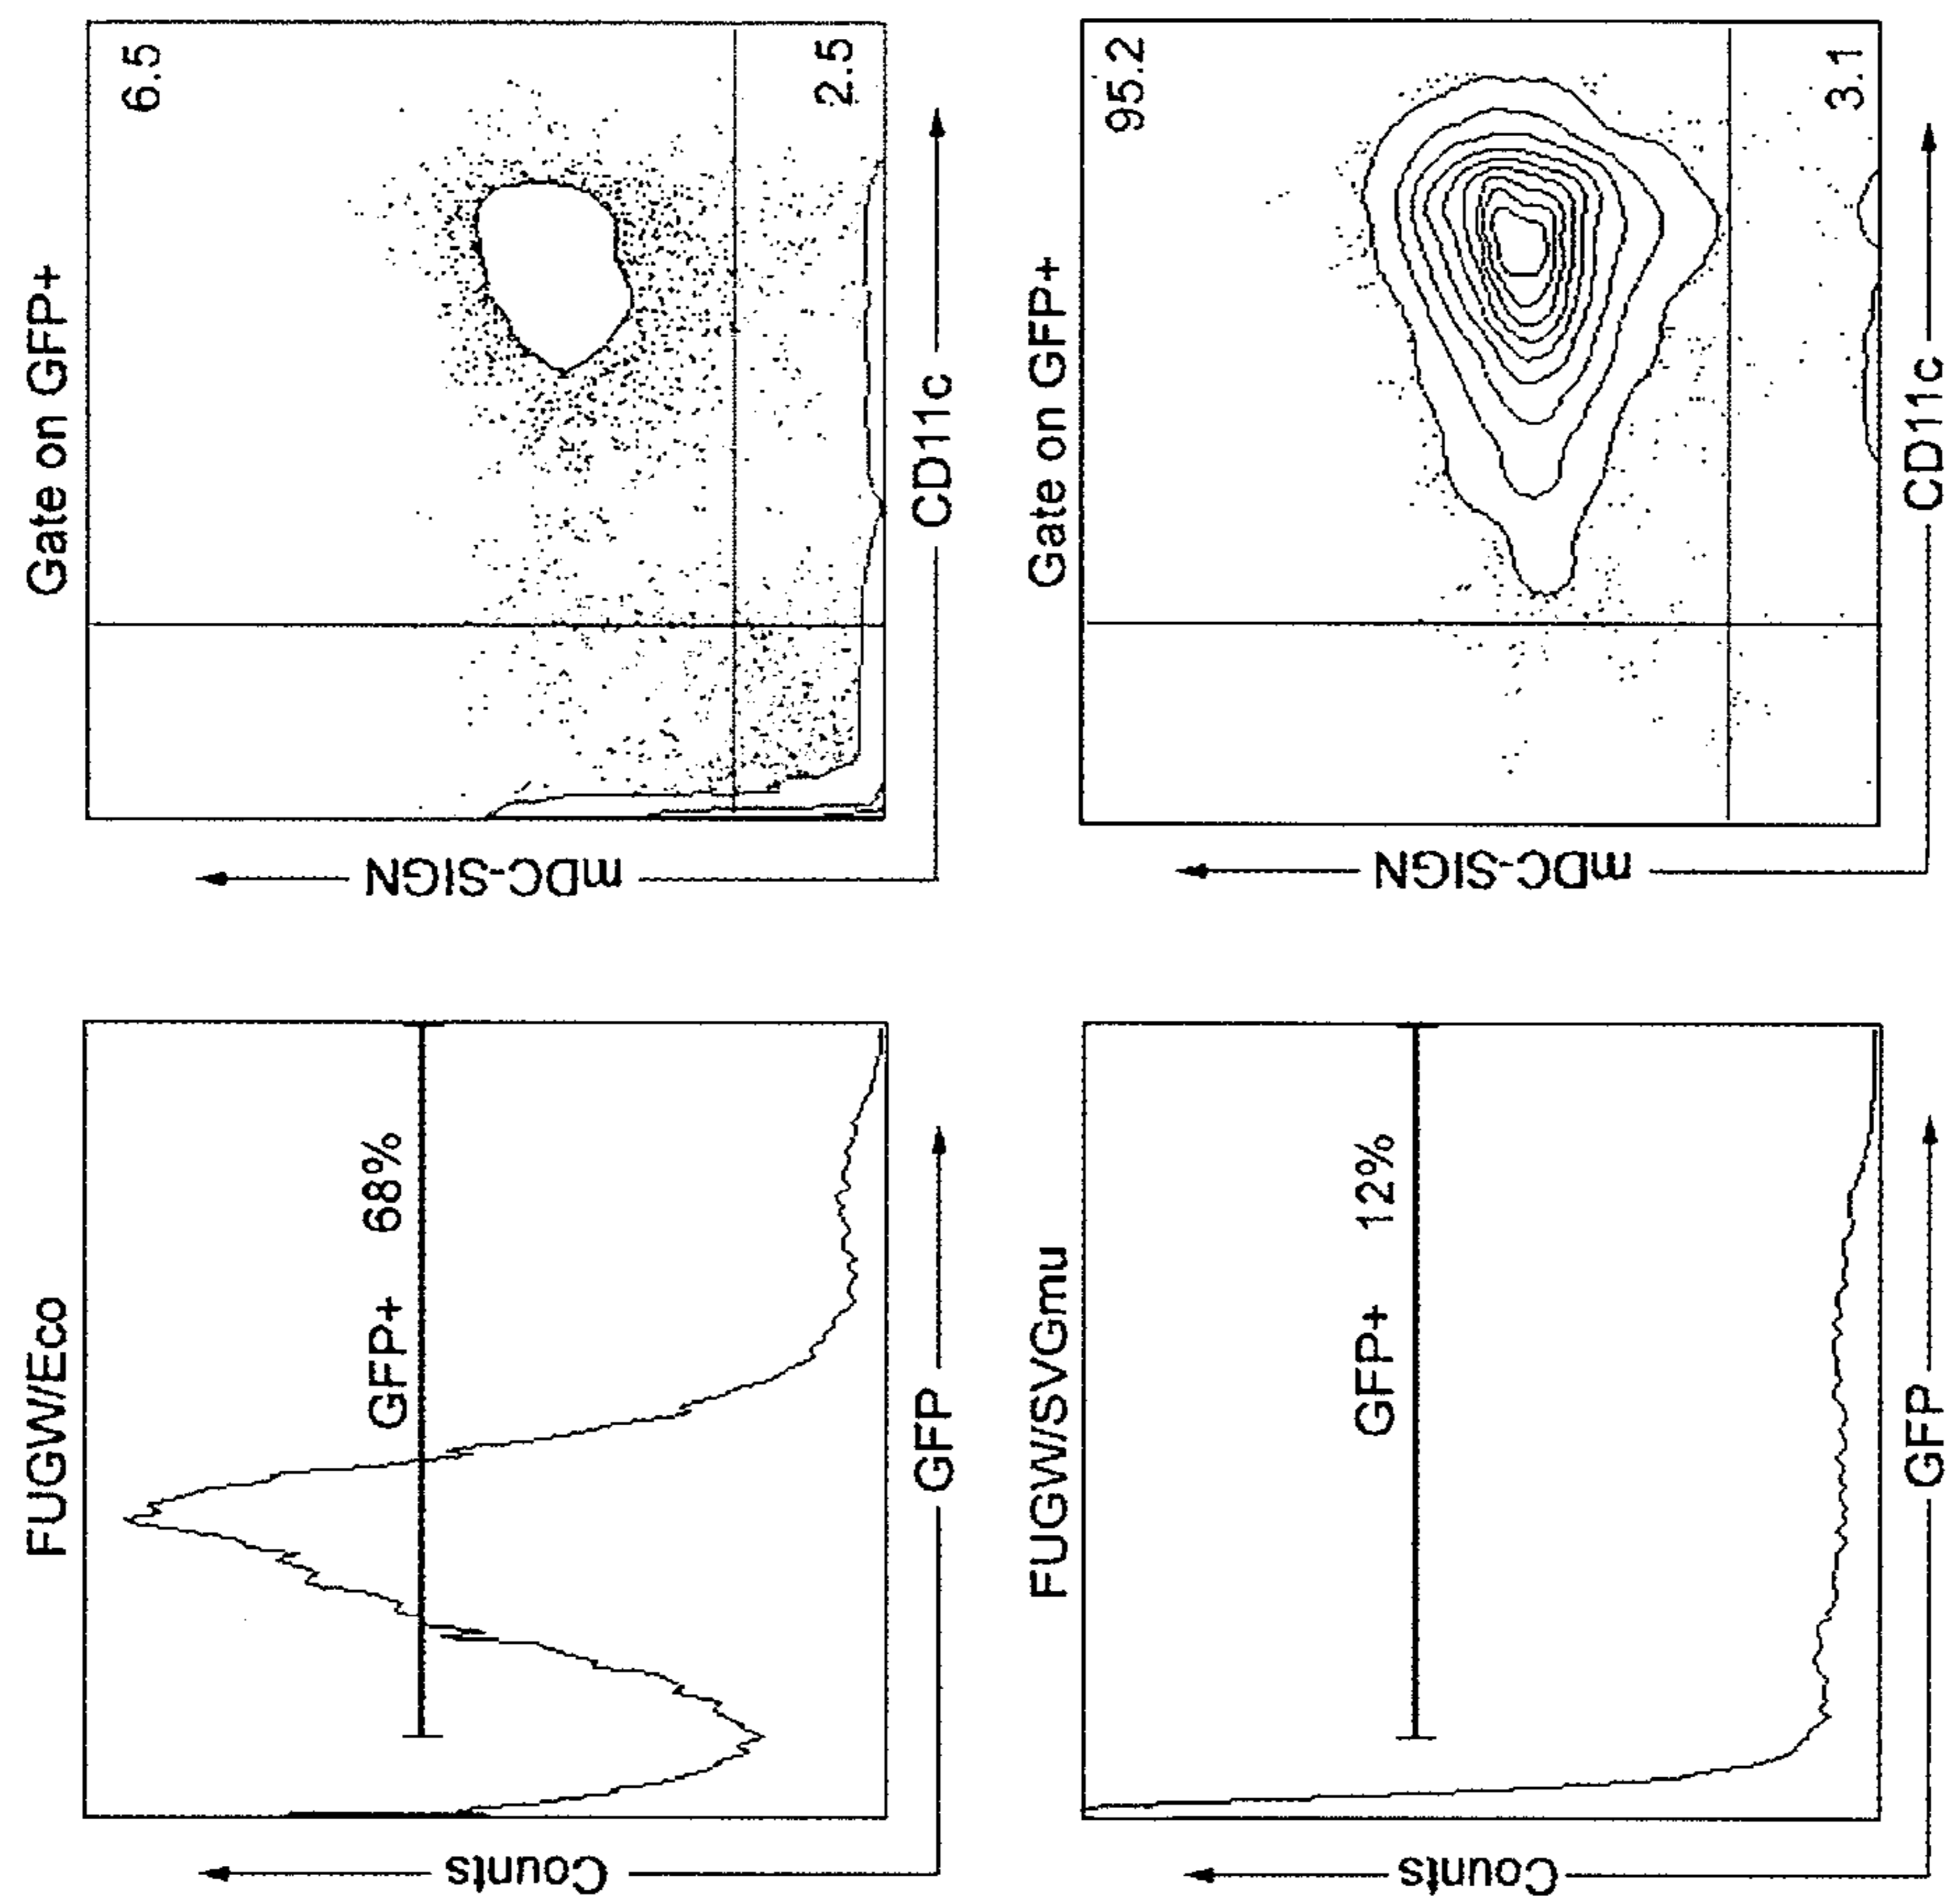 FUGW/Eco
GFP+ 68%
Counts
GFP
Gate on GFP+
6.5
2.5
mDC-SIGN
CD11c
FUGW/SVGmu
GFP+ 12%
Counts
GFP
Gate on GFP+
95.2
3.1
mDC-SIGN
CD11c